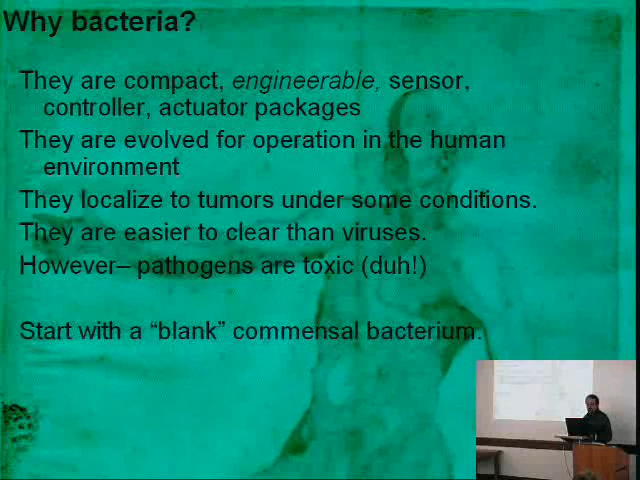 Why bacteria?
They are compact, engineerable, sensor,
controller, actuator packages
They are evolved for operation in the human
environment
They localize to tumors under some conditions.
They are easier to clear than viruses.
However– pathogens are toxic (duh!)
Start with a “blank” commensal bacterium.